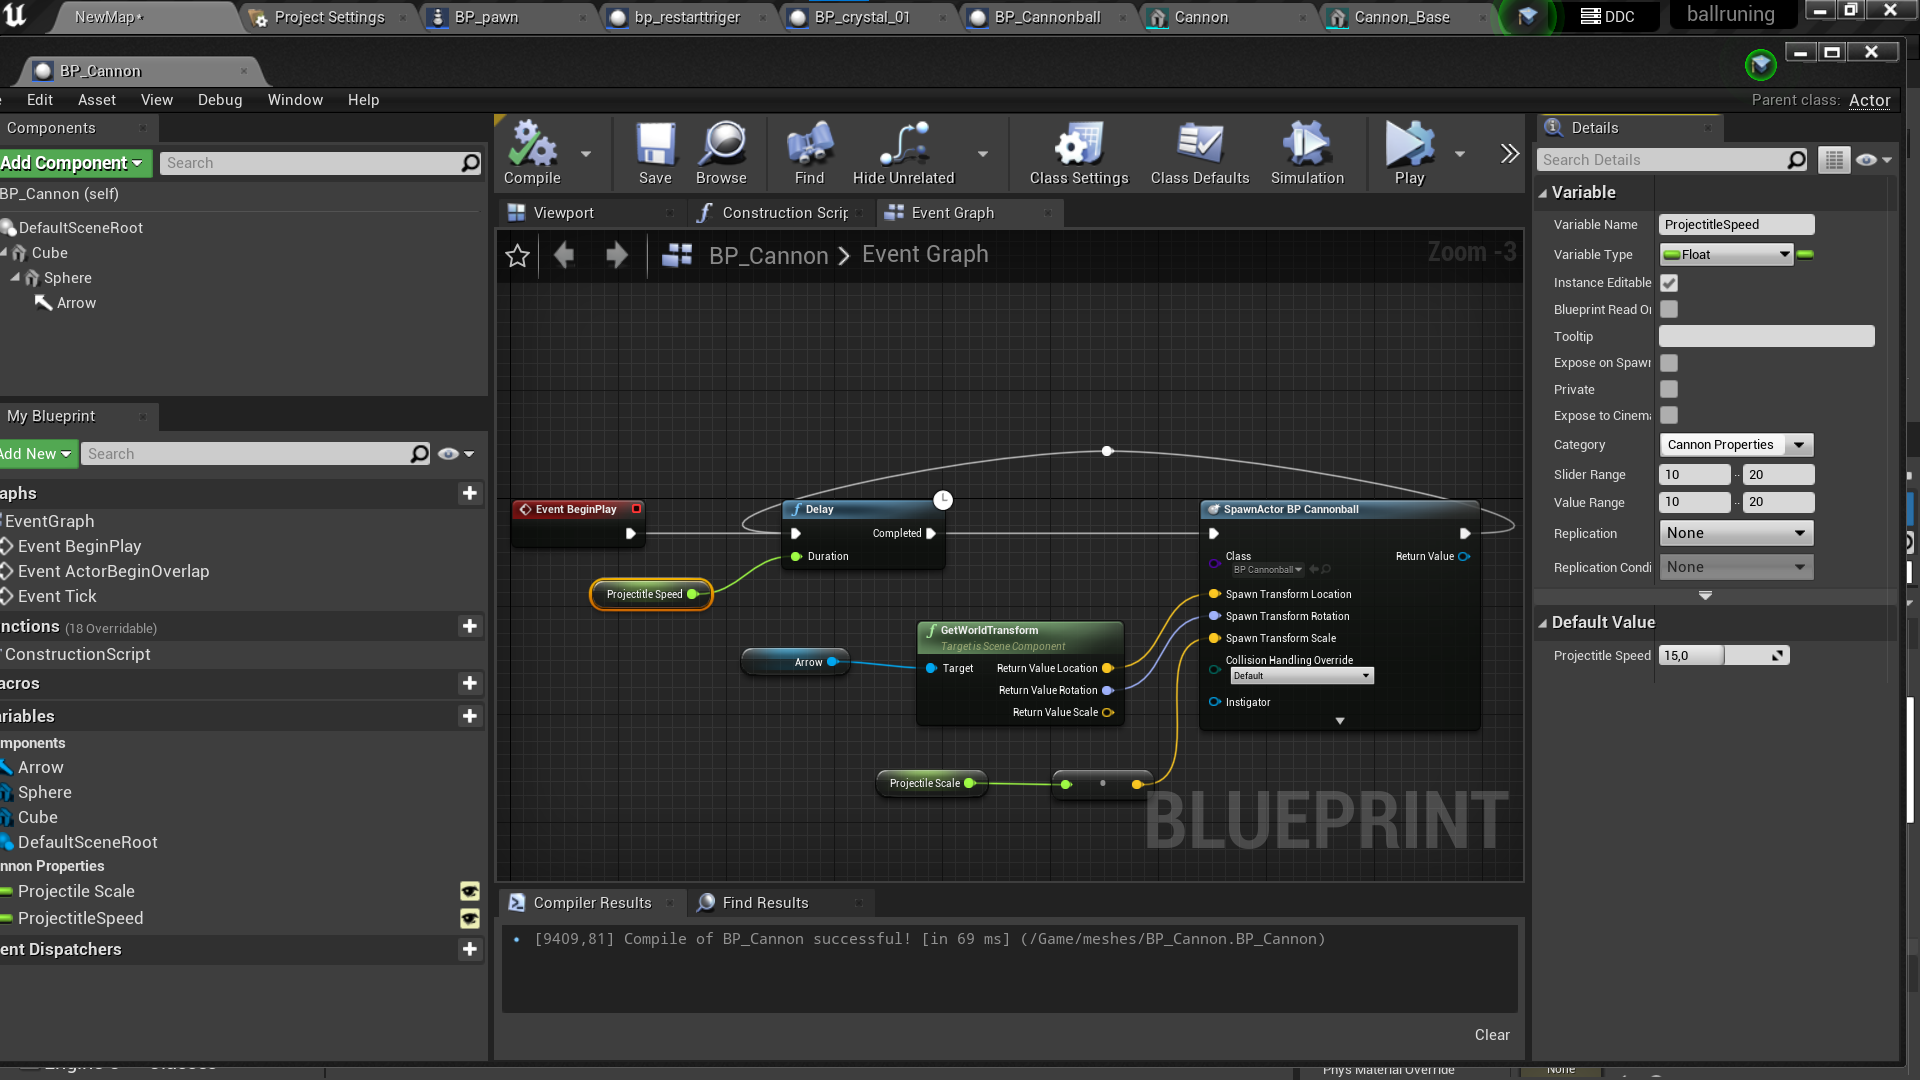 NewMap*
Project Settings
BP_pawn
bp_restarttriger
BP_crystal_01
BP_Cannonball
Cannon
Cannon_Base
DDC
ballruning
BP_Cannon
Edit
Asset
View
Debug
Window
Help
Parent class: Actor
Components
Add Component
Search
BP_Cannon (self)
DefaultSceneRoot
Cube
Sphere
Arrow
My Blueprint
Add New
Search
aphs
EventGraph
Event BeginPlay
Event ActorBeginOverlap
Event Tick
nctions (18 Overridable)
ConstructionScript
acros
ariables
mponents
Arrow
Sphere
Cube
DefaultSceneRoot
nnon Properties
Projectile Scale
ProjectitleSpeed
ent Dispatchers
Compile
Save
Browse
Find
Hide Unrelated
Class Settings
Class Defaults
Simulation
Play
Viewport
Construction Scrip
Event Graph
BP_Cannon > Event Graph
Zoom -3
Event BeginPlay
Delay
Completed
Duration
Projectitle Speed
SpawnActor BP Cannonball
Class
BP Cannonball
Return Value
Spawn Transform Location
Spawn Transform Rotation
Spawn Transform Scale
Collision Handling Override
Default
Instigator
GetWorldTransform
Target is Scene Component
Arrow
Target
Return Value Location
Return Value Rotation
Return Value Scale
Projectile Scale
BLUEPRINT
Compiler Results
Find Results
[9409,81] Compile of BP_Cannon successful! [in 69 ms] (/Game/meshes/BP_Cannon.BP_Cannon)
Clear
Details
Search Details
Variable
Variable Name
ProjectitleSpeed
Variable Type
Float
Instance Editable
Blueprint Read O
Tooltip
Expose on Spawn
Private
Expose to Cinema
Category
Cannon Properties
Slider Range
10
20
Value Range
10
20
Replication
None
Replication Condi
None
Default Value
Projectitle Speed
15,0
Phys Material Override
None